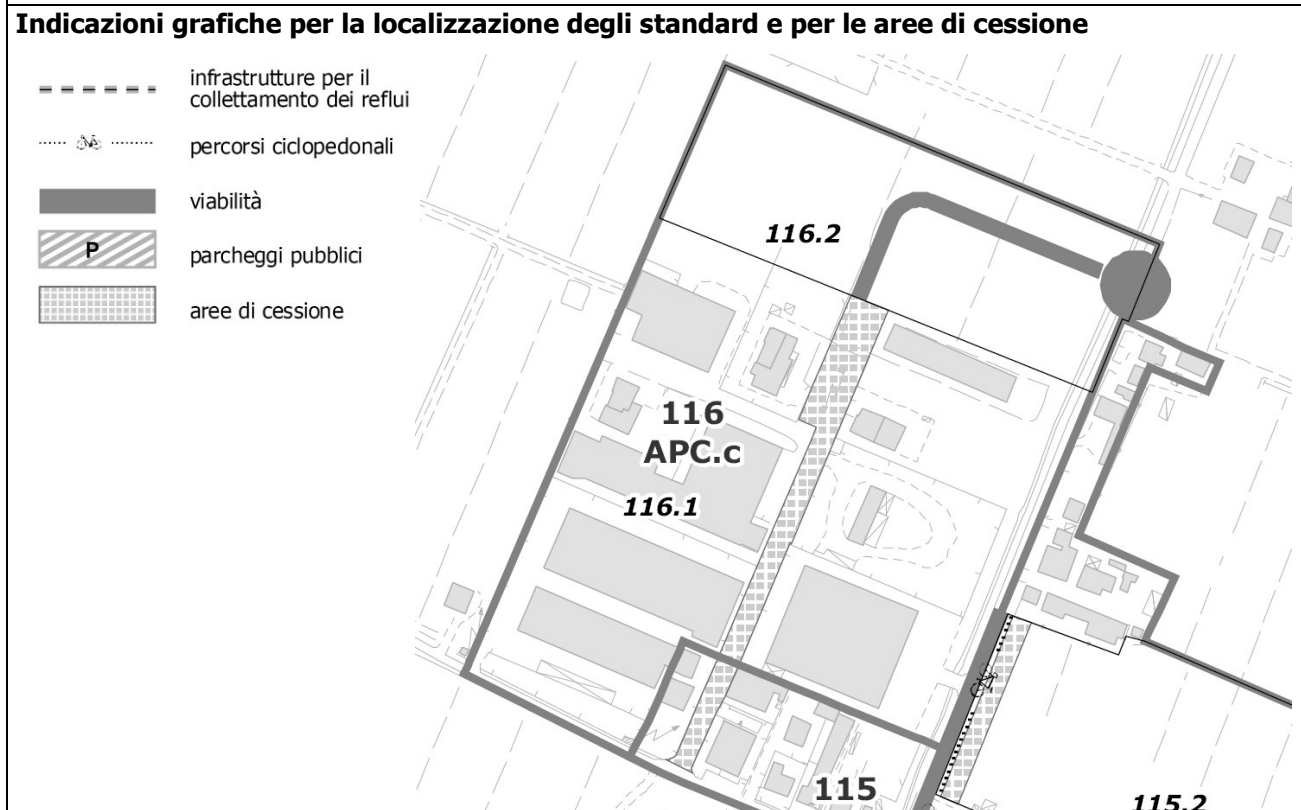 Indicazioni grafiche per la localizzazione degli standard e per le aree di cessione
infrastrutture per il
collettamento dei reflui
percorsi ciclopedonali
viabilità
P
parcheggi pubblici
aree di cessione
116.2
116
APC.c
116.1
115
115.2